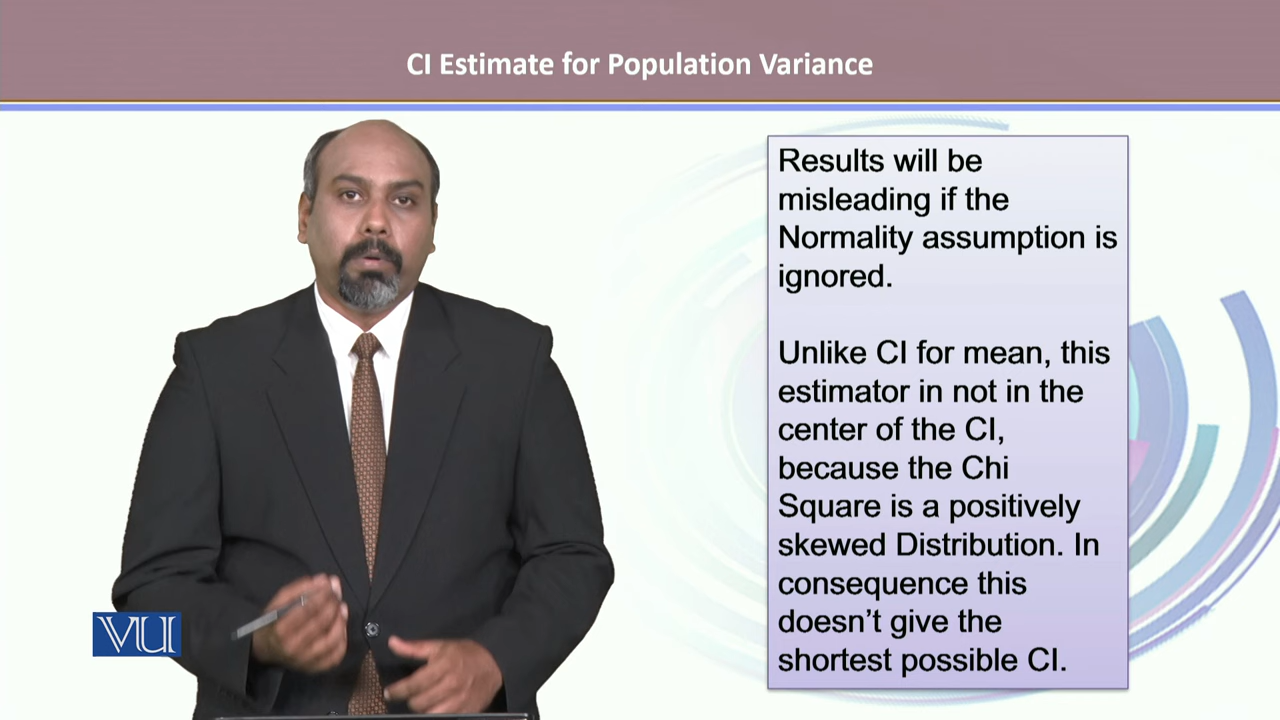 CI Estimate for Population Variance
Results will be
misleading if the
Normality assumption is
ignored.
Unlike CI for mean, this
estimator in not in the
center of the CI,
because the Chi
Square is a positively
skewed Distribution. In
consequence this
doesn’t give the
shortest possible CI.
VU